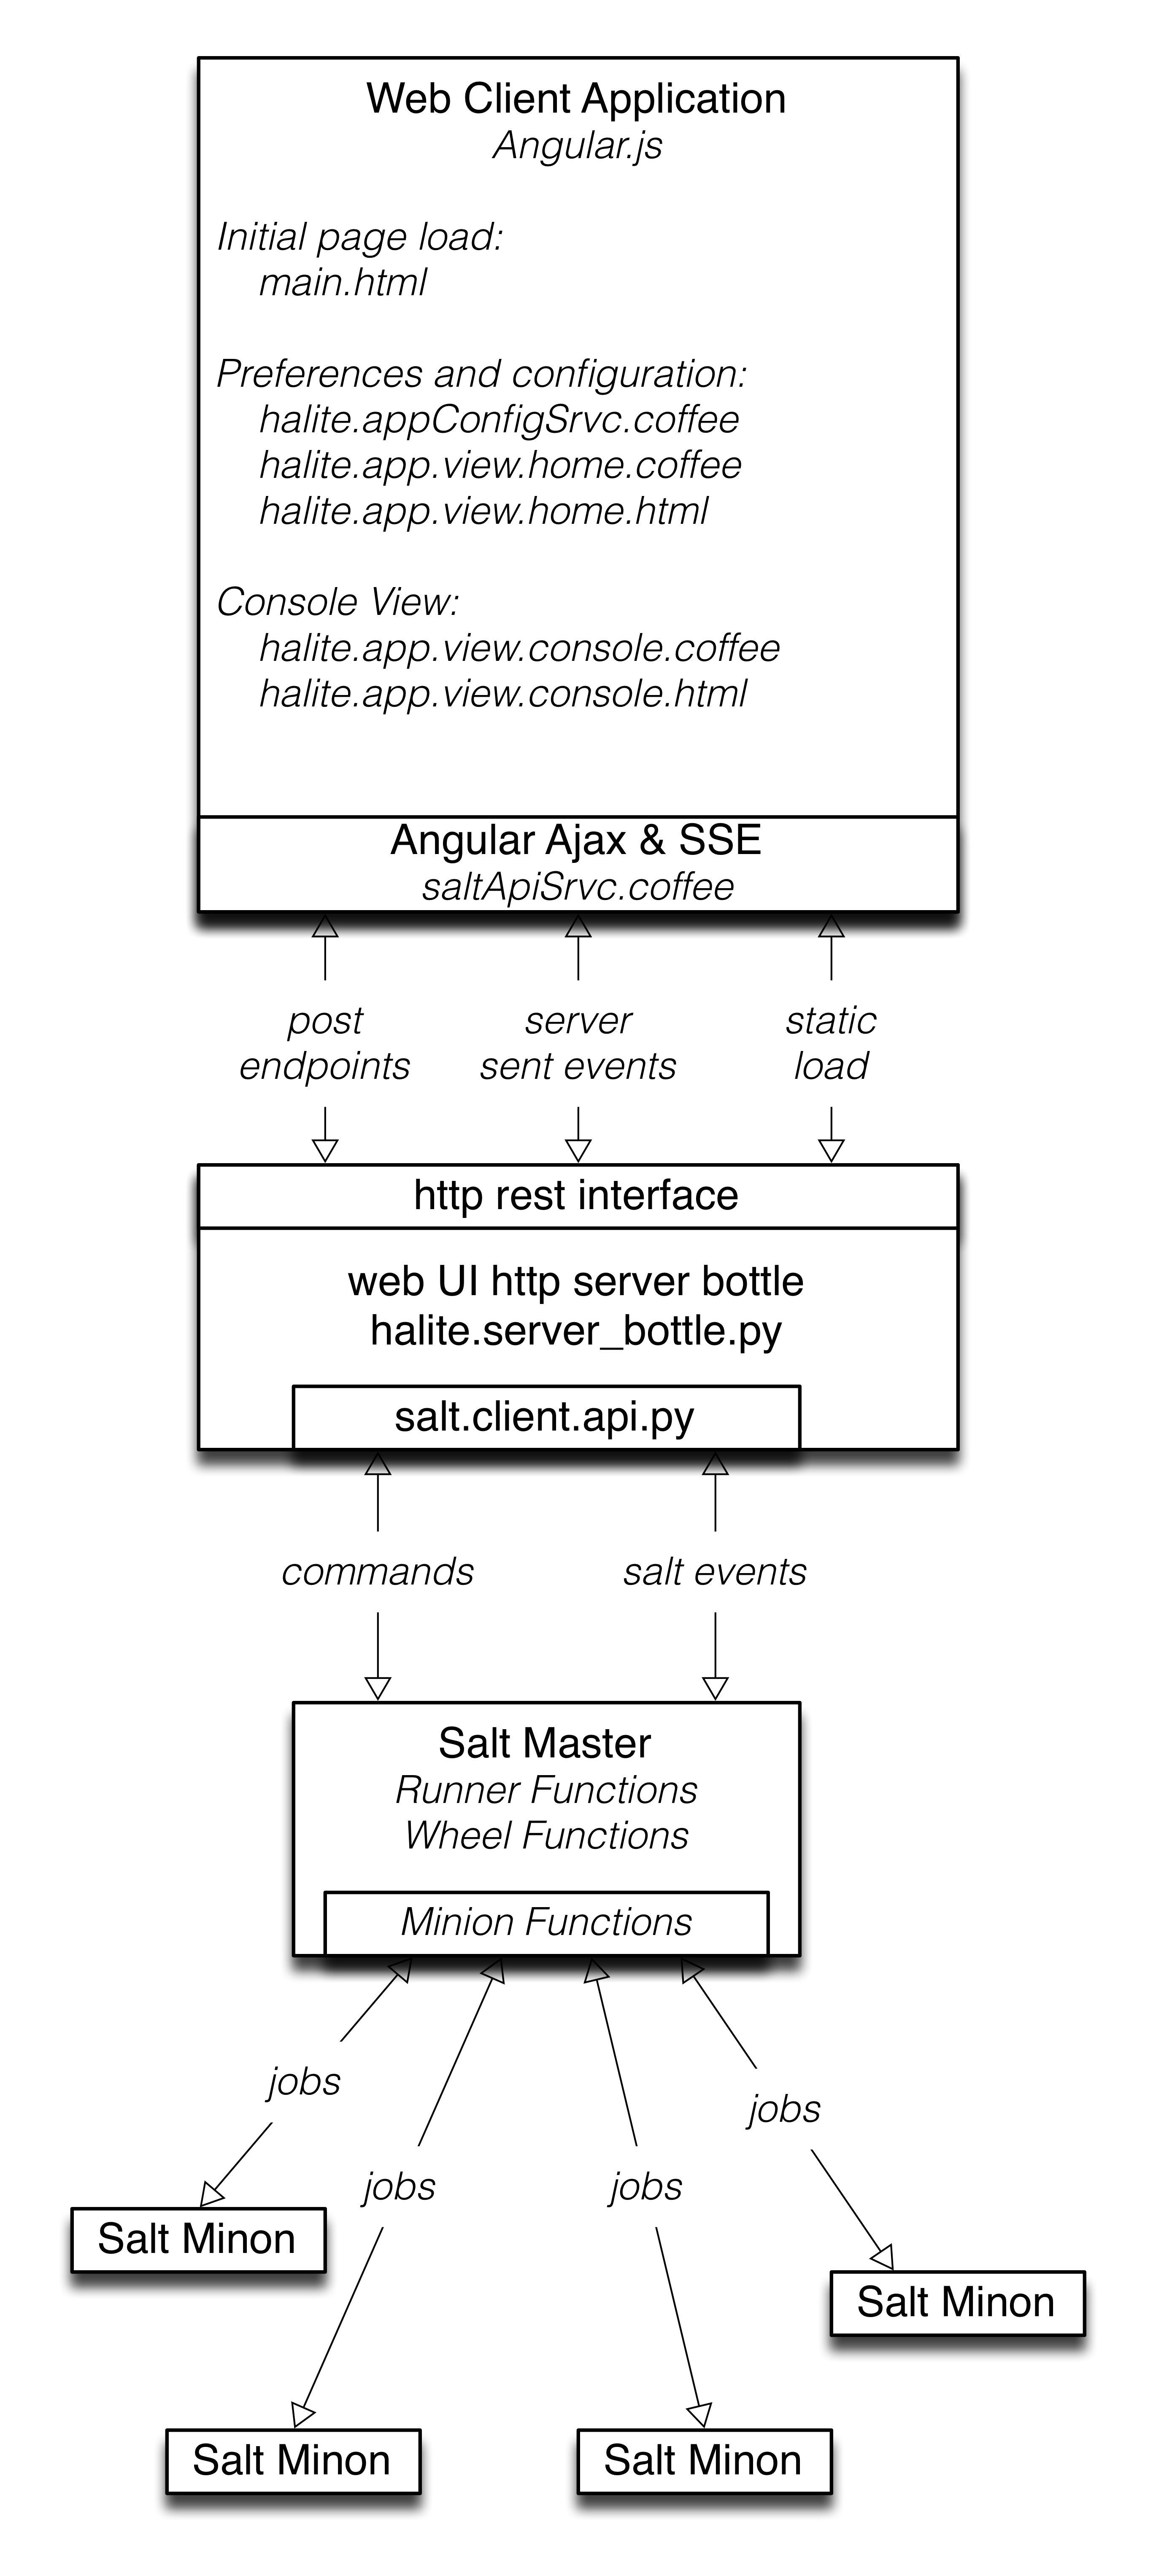 Web Client Application
Angular.js
Initial page load:
main.html
Preferences and configuration:
halite.appConfigSrvc.coffee
halite.app.view.home.coffee
halite.app.view.home.html
Console View:
halite.app.view.console.coffee
halite.app.view.console.html
Angular Ajax & SSE
saltApiSrvc.coffee
post
endpoints
server
sent events
static
load
http rest interface
web UI http server bottle
halite.server_bottle.py
salt.client.api.py
commands
salt events
Salt Master
Runner Functions
Wheel Functions
Minion Functions
jobs
jobs
jobs
jobs
Salt Minon
Salt Minon
Salt Minon
Salt Minon